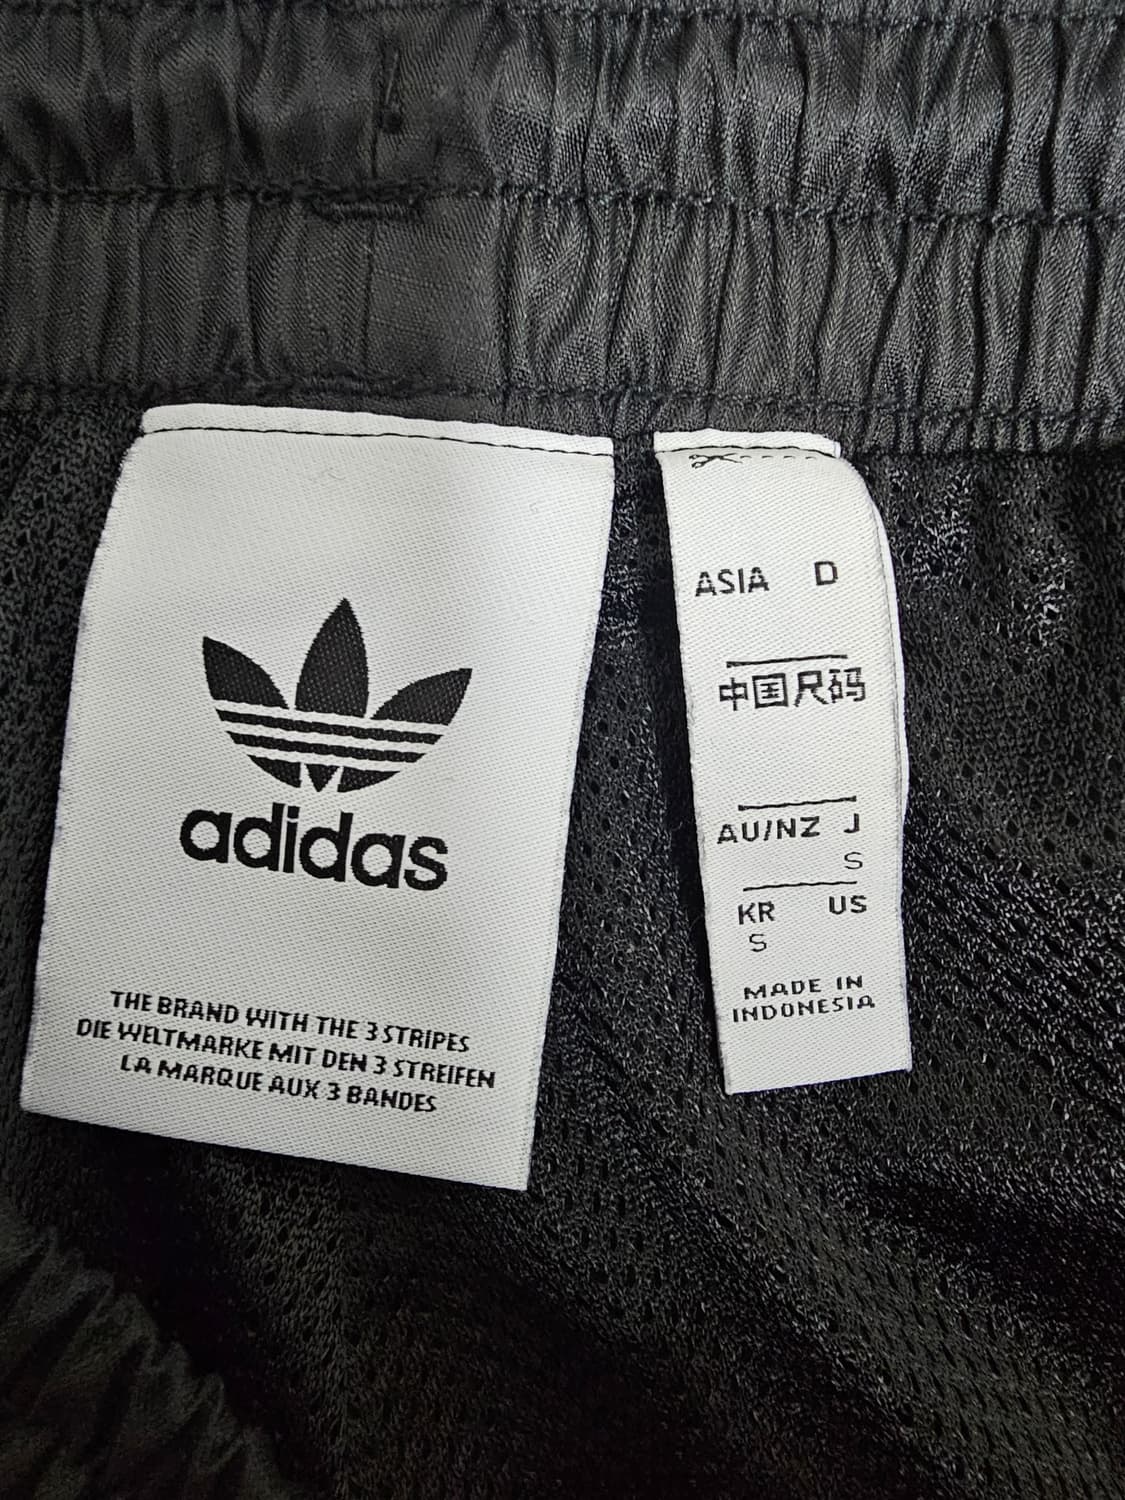 adidas
THE BRAND WITH THE 3 STRIPES
DIE WELTMARKE MIT DEN 3 STREIFEN
LA MARQUE AUX 3 BANDES
ASIA D
中国尺码
AU/NZ J
S
KR US
S
MADE IN
INDONESIA